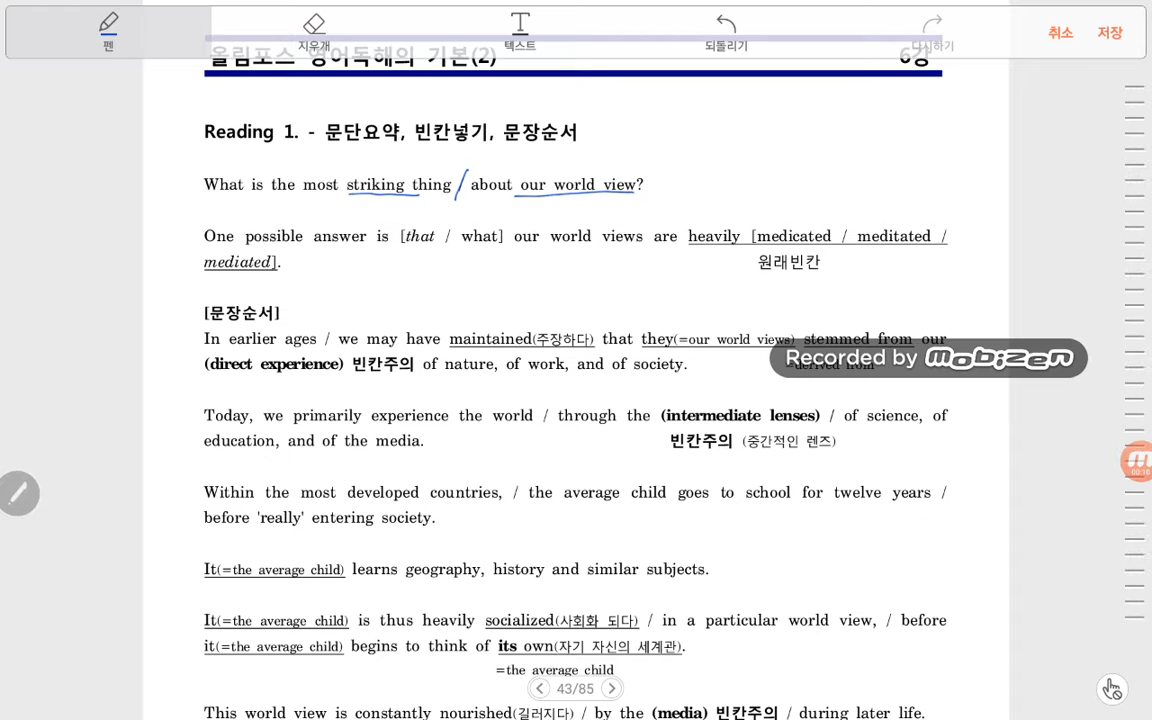 펜 지우개 텍스트 되돌리기 다시하기 취소 저장
올림포스 영어독해의 기본(2) 6강
Reading 1. - 문단요약, 빈칸넣기, 문장순서
What is the most striking thing / about our world view?
One possible answer is [that / what] our world views are heavily [medicated / meditated /
mediated].
원래빈칸
[문장순서]
In earlier ages / we may have maintained(주장하다) that they(=our world views) stemmed from our
Recorded by mobizen
(direct experience) 빈칸주의 of nature, of work, and of society.
=derived from
Today, we primarily experience the world / through the (intermediate lenses) / of science, of
education, and of the media.
빈칸주의 (중간적인 렌즈)
00:10
Within the most developed countries, / the average child goes to school for twelve years /
before 'really' entering society.
It(=the average child) learns geography, history and similar subjects.
It(=the average child) is thus heavily socialized(사회화 되다) / in a particular world view, / before
it(=the average child) begins to think of its own(자기 자신의 세계관).
=the average child
43/85
This world view is constantly nourished(길러지다) / by the (media) 빈칸주의 / during later life.